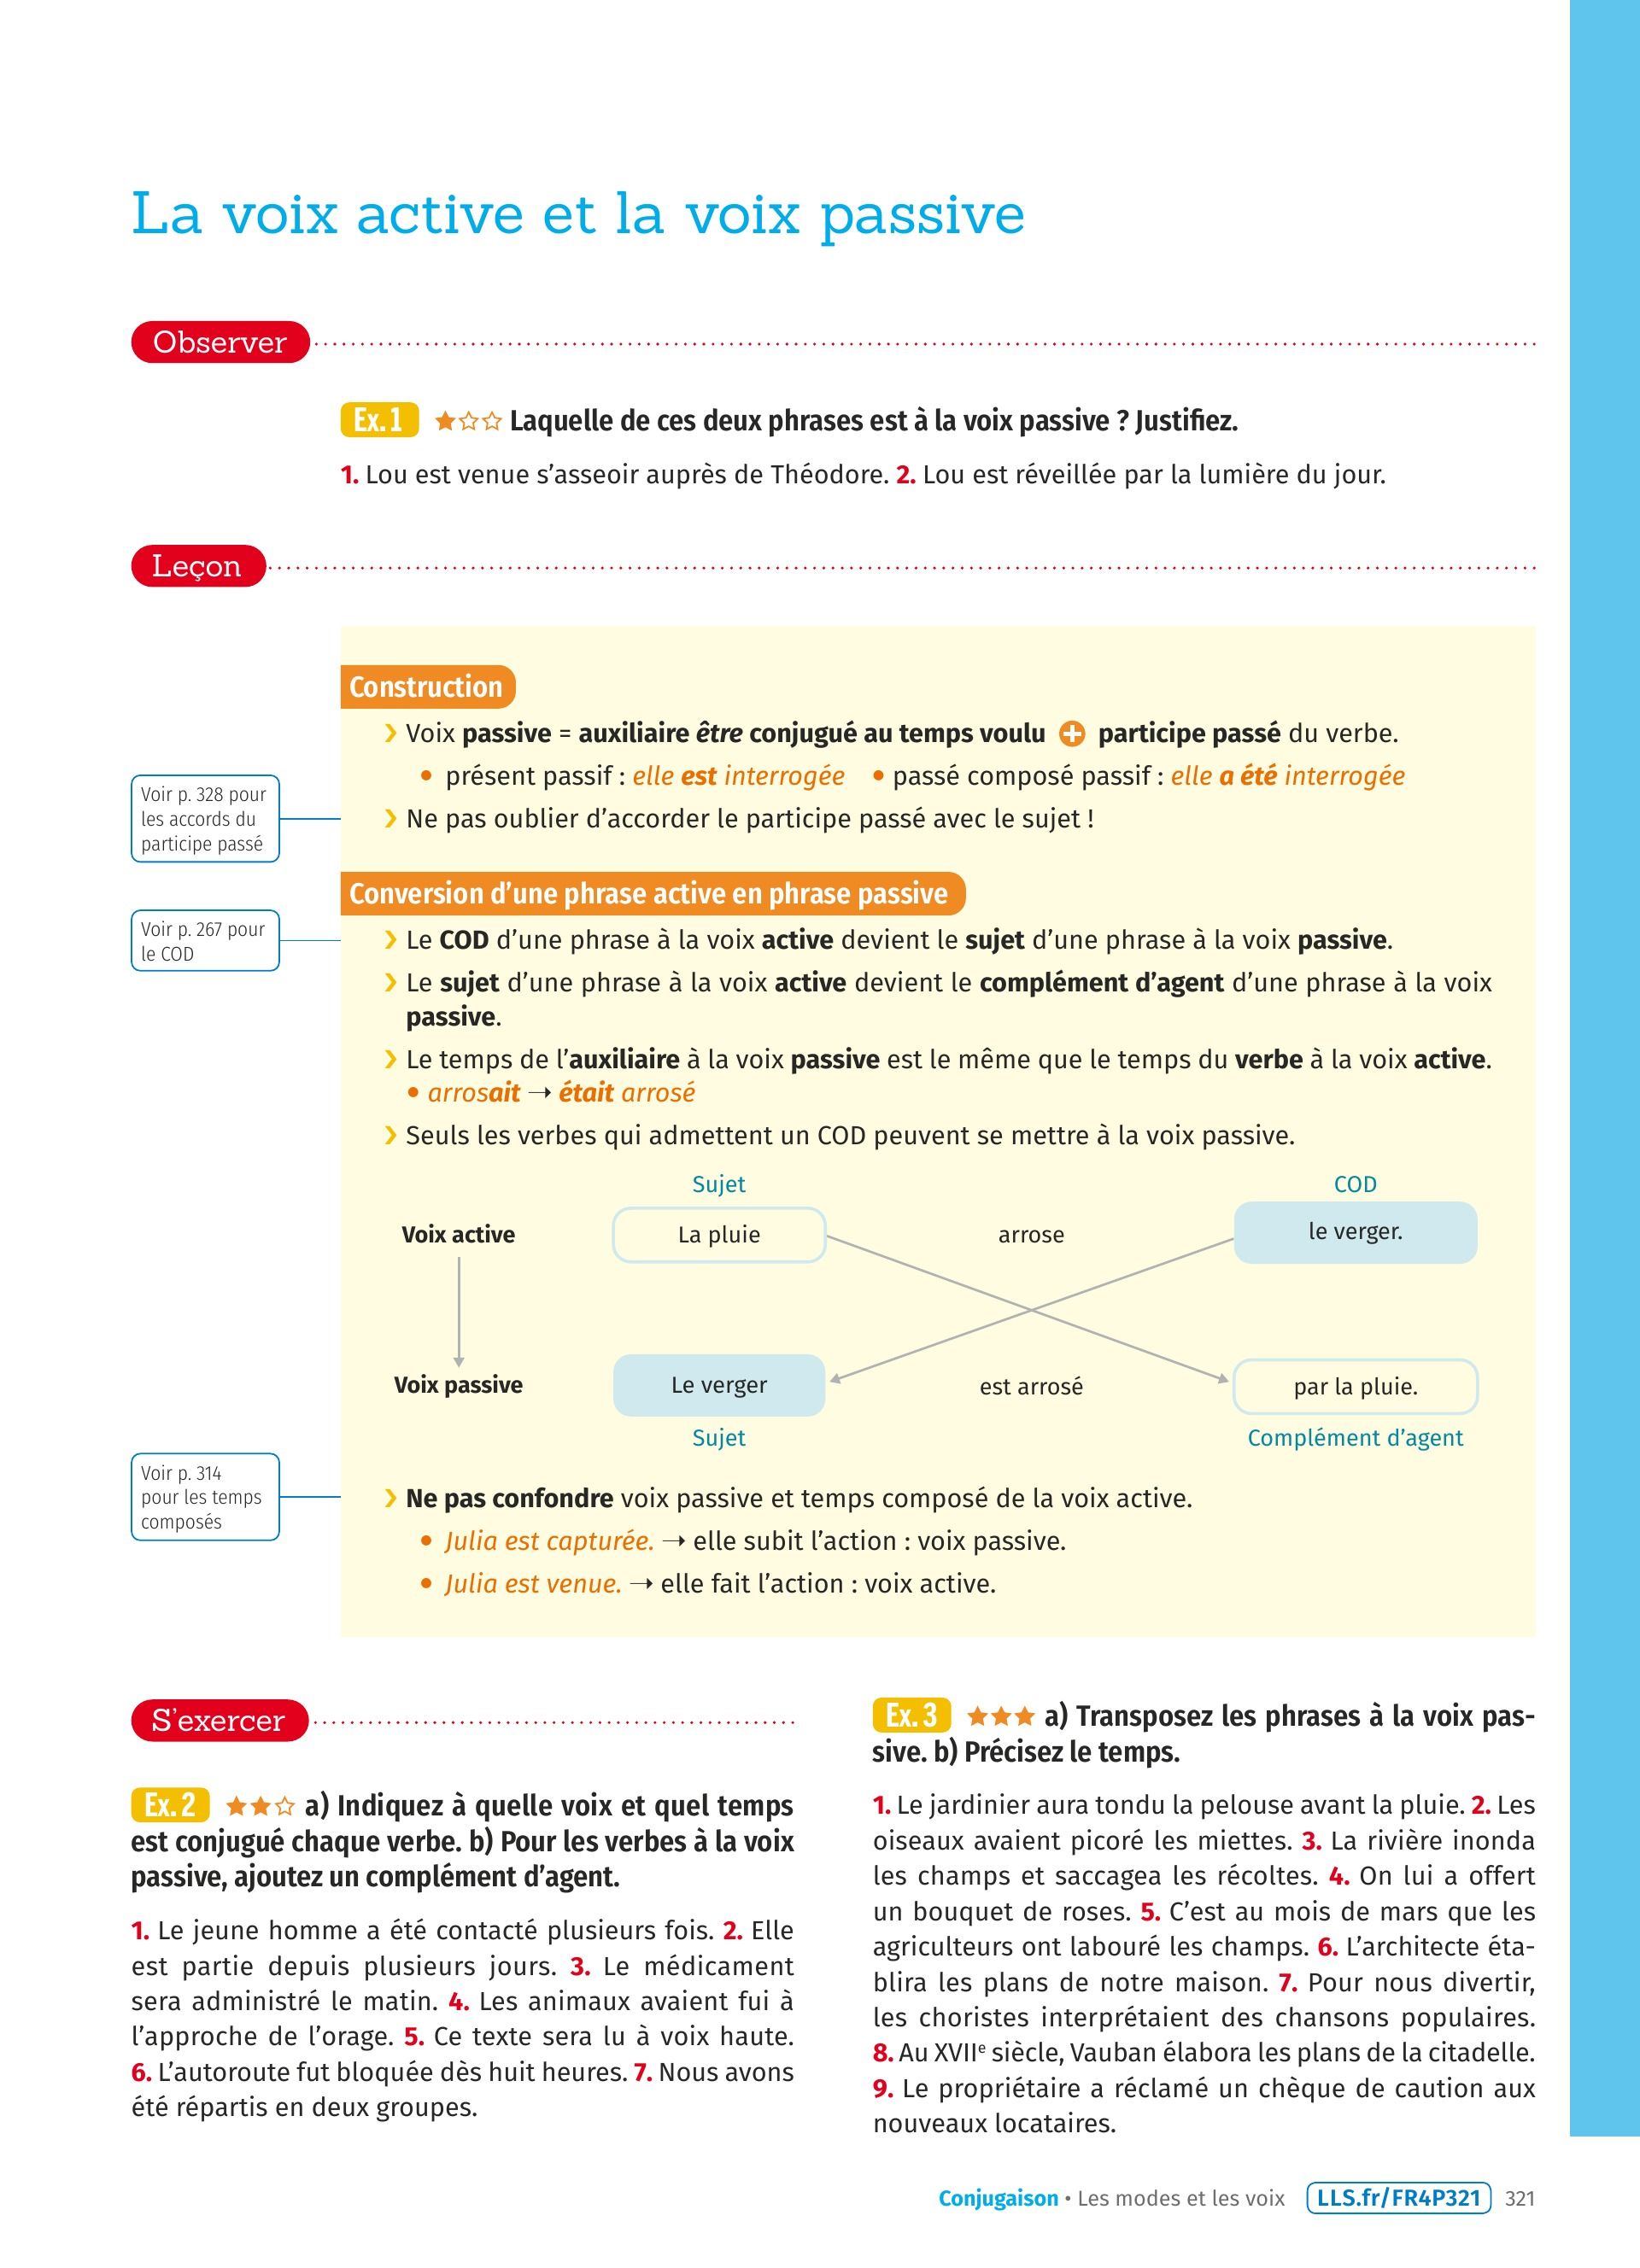 La voix active et la voix passive
Observer
Ex. 1 ★☆☆ Laquelle de ces deux phrases est à la voix passive ? Justifiez.
1. Lou est venue s’asseoir auprès de Théodore. 2. Lou est réveillée par la lumière du jour.
Leçon
Construction
› Voix passive = auxiliaire être conjugué au temps voulu + participe passé du verbe.
• présent passif : elle est interrogée • passé composé passif : elle a été interrogée
Voir p. 328 pour
les accords du
participe passé
› Ne pas oublier d’accorder le participe passé avec le sujet !
Conversion d’une phrase active en phrase passive
Voir p. 267 pour
le COD
› Le COD d’une phrase à la voix active devient le sujet d’une phrase à la voix passive.
› Le sujet d’une phrase à la voix active devient le complément d’agent d’une phrase à la voix
passive.
› Le temps de l’auxiliaire à la voix passive est le même que le temps du verbe à la voix active.
• arrosait → était arrosé
› Seuls les verbes qui admettent un COD peuvent se mettre à la voix passive.
Sujet COD
Voix active La pluie arrose le verger.
Voix passive Le verger est arrosé par la pluie.
Sujet Complément d’agent
Voir p. 314
pour les temps
composés
› Ne pas confondre voix passive et temps composé de la voix active.
• Julia est capturée. → elle subit l’action : voix passive.
• Julia est venue. → elle fait l’action : voix active.
S’exercer
Ex. 2 ★★☆ a) Indiquez à quelle voix et quel temps
est conjugué chaque verbe. b) Pour les verbes à la voix
passive, ajoutez un complément d’agent.
1. Le jeune homme a été contacté plusieurs fois. 2. Elle
est partie depuis plusieurs jours. 3. Le médicament
sera administré le matin. 4. Les animaux avaient fui à
l’approche de l’orage. 5. Ce texte sera lu à voix haute.
6. L’autoroute fut bloquée dès huit heures. 7. Nous avons
été répartis en deux groupes.
Ex. 3 ★★★ a) Transposez les phrases à la voix pas-
sive. b) Précisez le temps.
1. Le jardinier aura tondu la pelouse avant la pluie. 2. Les
oiseaux avaient picoré les miettes. 3. La rivière inonda
les champs et saccagea les récoltes. 4. On lui a offert
un bouquet de roses. 5. C’est au mois de mars que les
agriculteurs ont labouré les champs. 6. L’architecte éta-
blira les plans de notre maison. 7. Pour nous divertir,
les choristes interprétaient des chansons populaires.
8. Au XVIIe siècle, Vauban élabora les plans de la citadelle.
9. Le propriétaire a réclamé un chèque de caution aux
nouveaux locataires.
Conjugaison • Les modes et les voix LLS.fr/FR4P321 321